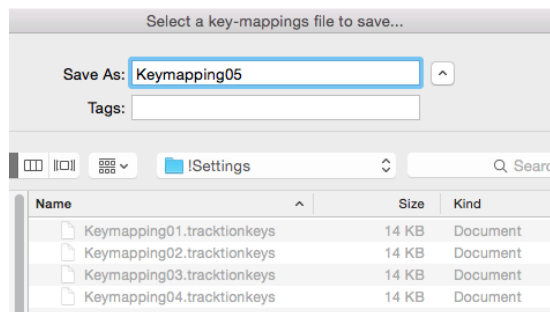 Select a key-mappings file to save...
Save As: Keymapping05
Tags:
!Settings
Name Size Kind
Keymapping01.tracktionkeys 14 KB Document
Keymapping02.tracktionkeys 14 KB Document
Keymapping03.tracktionkeys 14 KB Document
Keymapping04.tracktionkeys 14 KB Document